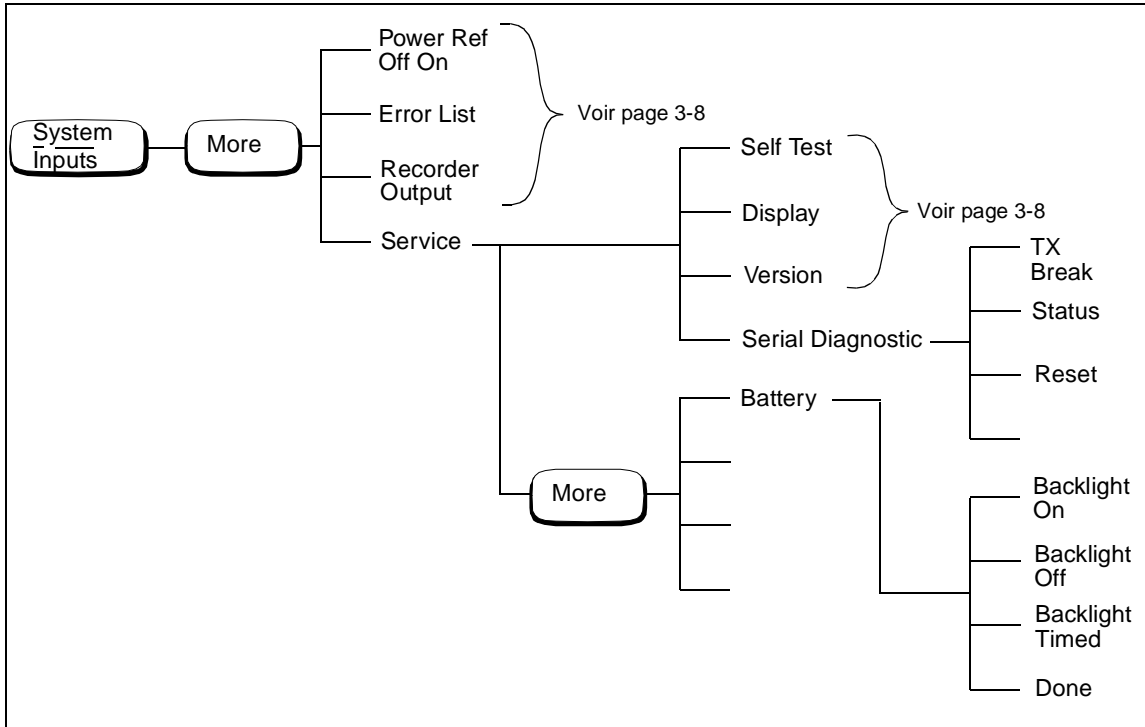 Power Ref
Off On
Error List
Voir page 3-8
System
Inputs
More
Recorder
Output
Service
Self Test
Display
Voir page 3-8
Version
Serial Diagnostic
TX
Break
Status
Reset
Battery
More
Backlight
On
Backlight
Off
Backlight
Timed
Done